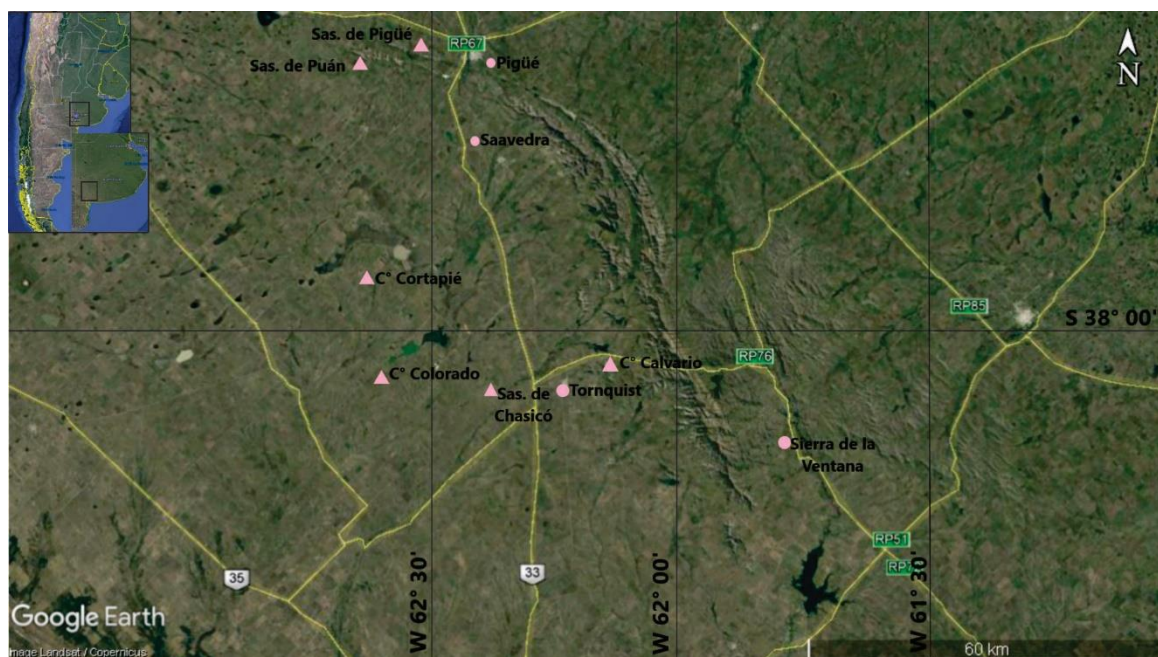 Sas. de Pigüé
RP67
N
Sas. de Puán
Pigüé
Saavedra
C° Cortapié
RP85
S 38° 00'
C° Calvario
RP76
C° Colorado
Sas. de
Chasicó
Tornquist
Sierra de la
Ventana
RP51
W 62° 30'
W 62° 00'
W 61° 30'
35
33
Google Earth
Image Landsat / Copernicus
60 km